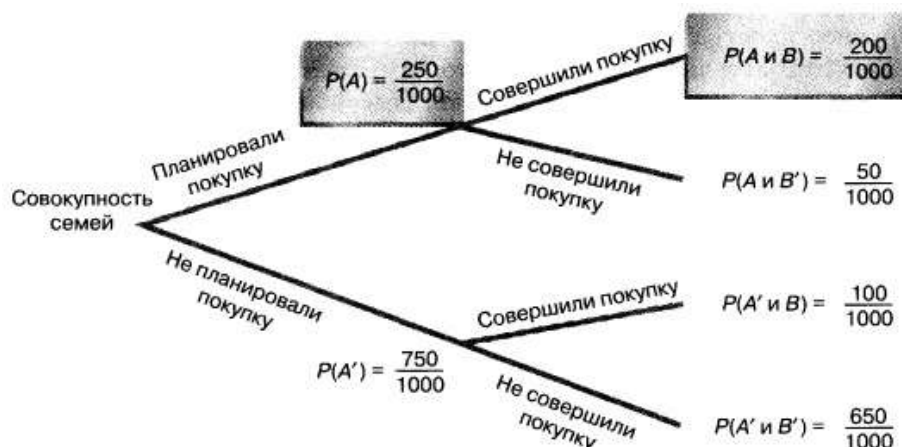 P(A) = 250/1000
Совершили покупку
P(A и B) = 200/1000
Планировали
покупку
Не совершили
покупку
P(A и B′) = 50/1000
Совокупность
семей
Не планировали
покупку
Совершили покупку
P(A′ и B) = 100/1000
P(A′) = 750/1000
Не совершили
покупку
P(A′ и B′) = 650/1000